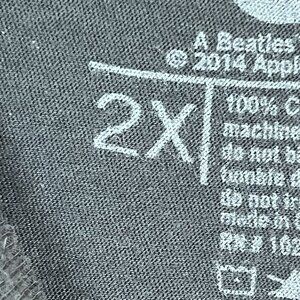 A Beatles
© 2014 Appl
2X
100% C
machine
do not b
tumble d
do not i
made in
RN# 102